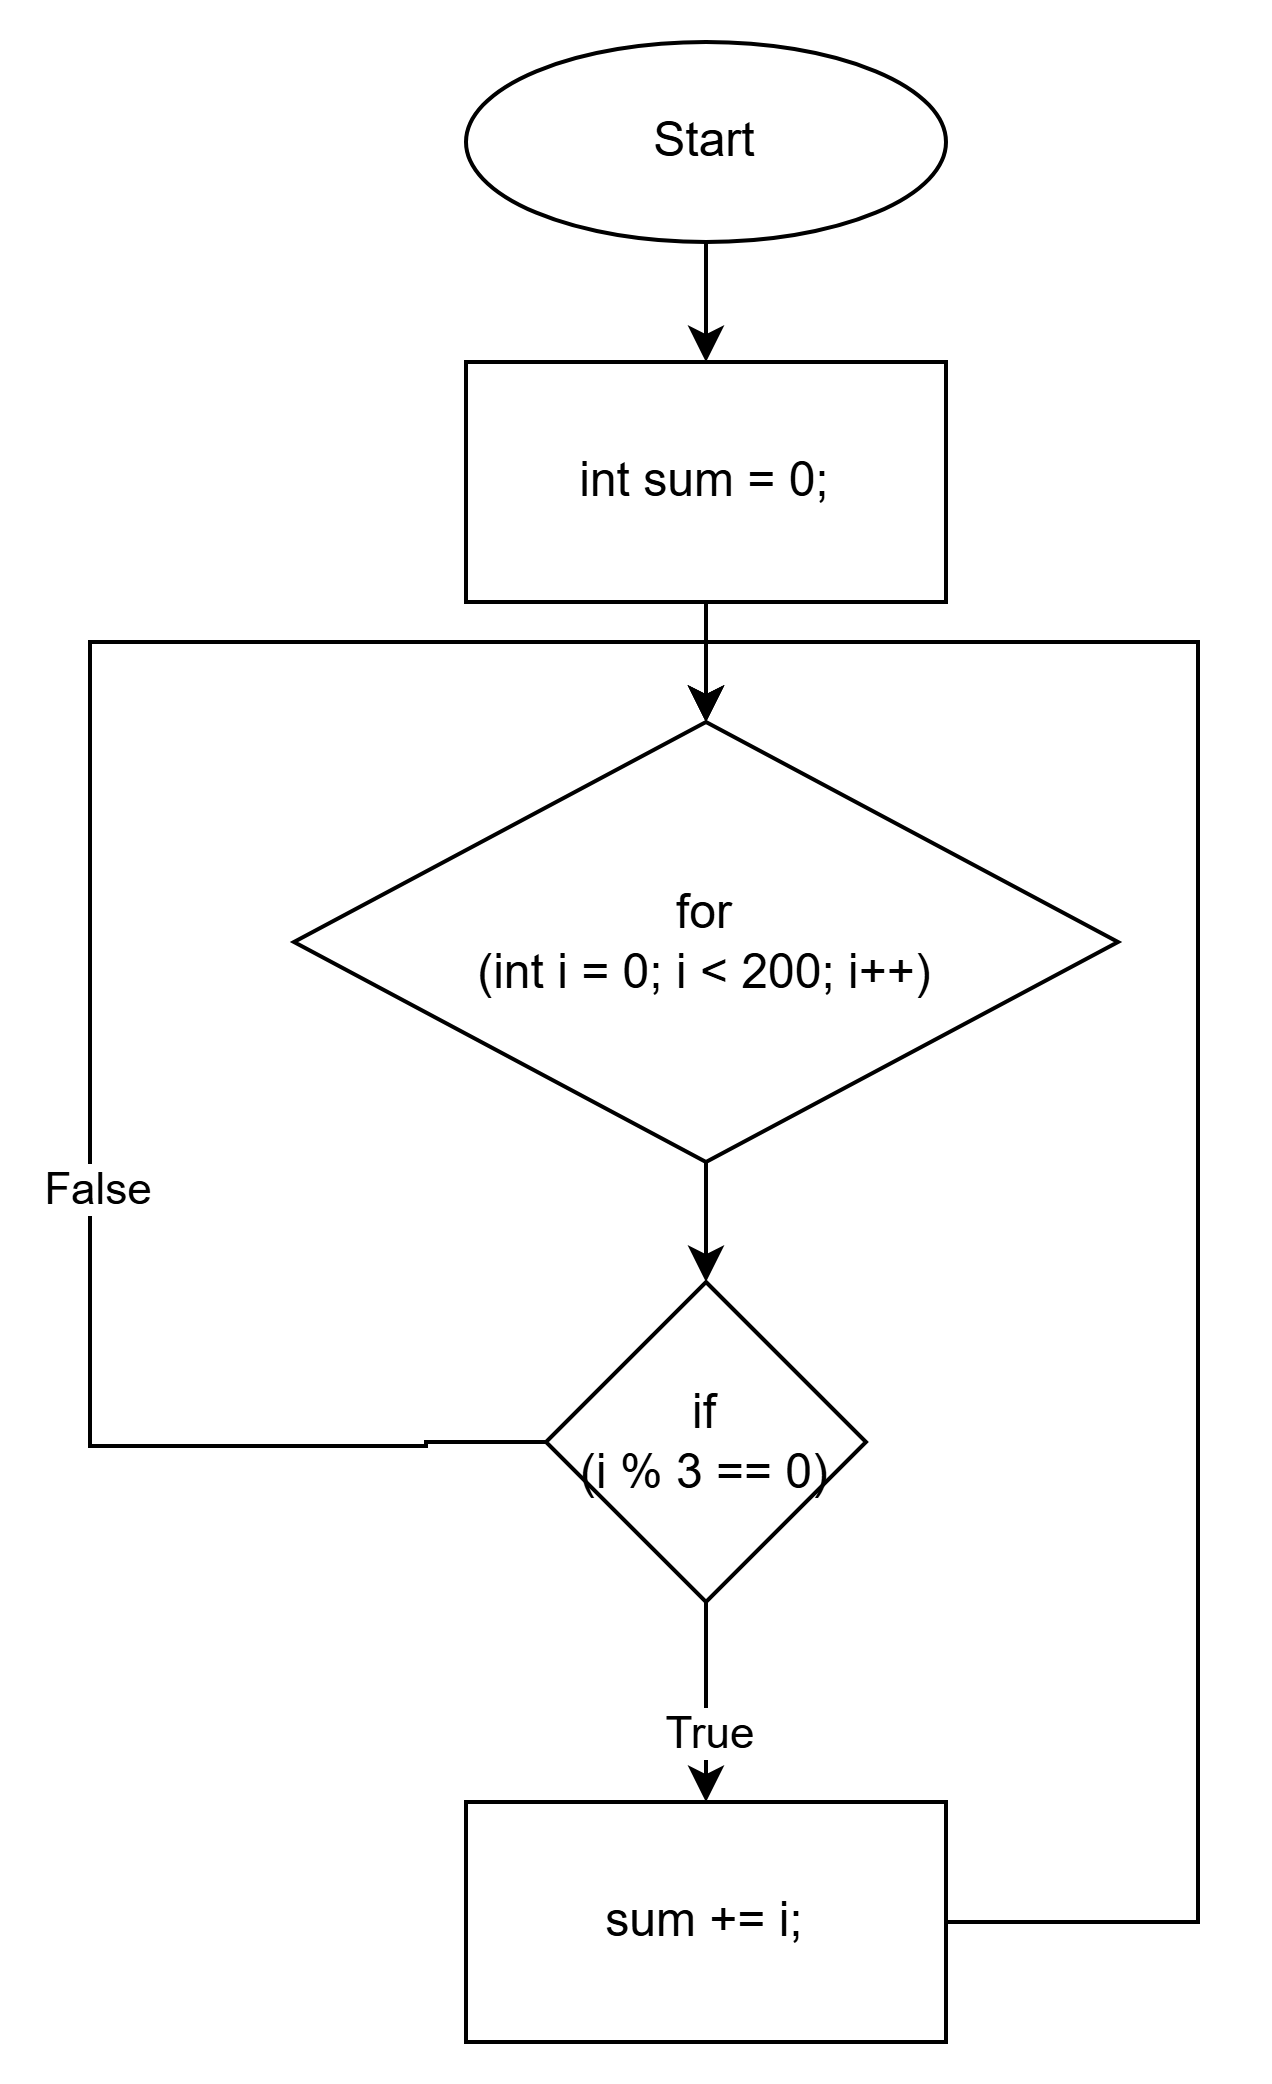 Start
int sum = 0;
for
(int i = 0; i < 200; i++)
False
if
(i % 3 == 0)
True
sum += i;